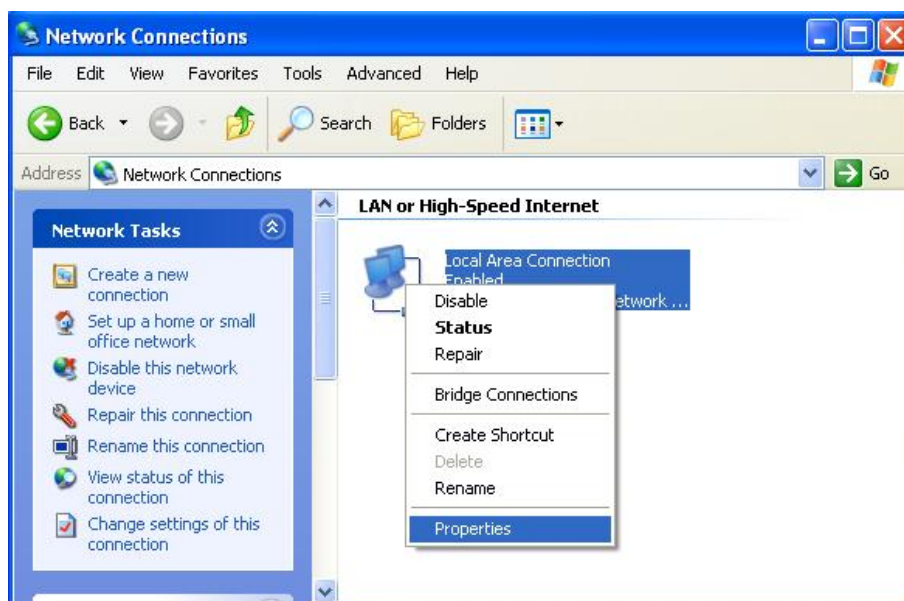 Network Connections
File Edit View Favorites Tools Advanced Help
Back Search Folders
Address Network Connections Go
Network Tasks
Create a new
connection
Set up a home or small
office network
Disable this network
device
Repair this connection
Rename this connection
View status of this
connection
Change settings of this
connection
LAN or High-Speed Internet
Local Area Connection
Enabled
etwork ...
Disable
Status
Repair
Bridge Connections
Create Shortcut
Delete
Rename
Properties